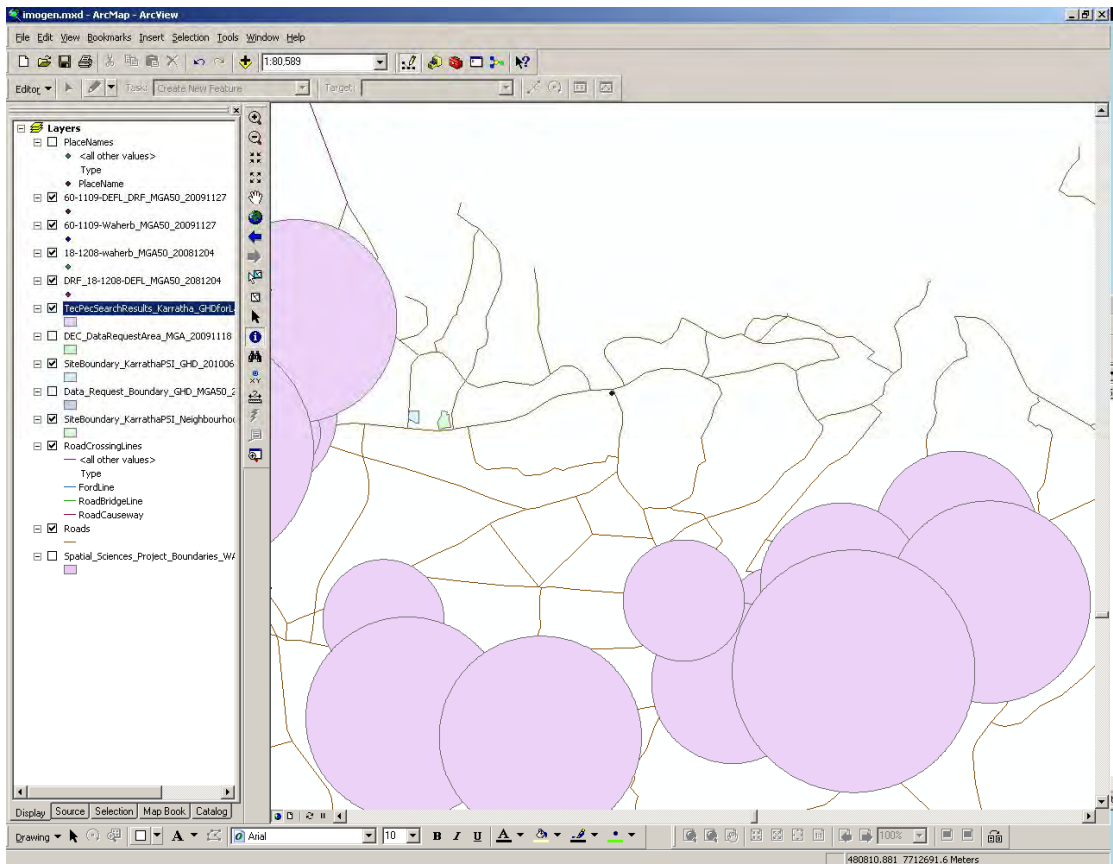 imogen.mxd - ArcMap - ArcView
File Edit View Bookmarks Insert Selection Tools Window Help
1:80,589
Editor Task: Create New Feature Target:
Layers
PlaceNames
<all other values>
Type
PlaceName
60-1109-DEFL_DRF_MGA50_20091127
60-1109-Waherb_MGA50_20091127
18-1208-waherb_MGA50_20081204
DRF_18-1208-DEFL_MGA50_2081204
TecPecSearchResults_Karratha_GHDforL
DEC_DataRequestArea_MGA_20091118
SiteBoundary_KarrathaPSI_GHD_201006
Data_Request_Boundary_GHD_MGA50_2
SiteBoundary_KarrathaPSI_Neighbourho
RoadCrossingLines
<all other values>
Type
FordLine
RoadBridgeLine
RoadCauseway
Roads
Spatial_Sciences_Project_Boundaries_WA
XY
Display Source Selection Map Book Catalog
Drawing A Arial 10 B I U A 100%
480810.881 7712691.6 Meters